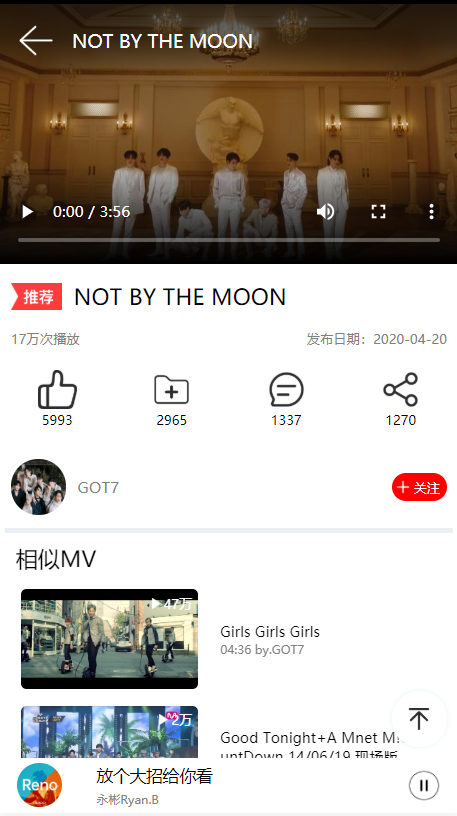 NOT BY THE MOON
0:00 / 3:56
推荐 NOT BY THE MOON
17万次播放 发布日期：2020-04-20
5993 2965 1337 1270
GOT7 + 关注
相似MV
47万
Girls Girls Girls
04:36 by.GOT7
2万
Good Tonight+A Mnet M
untDown 14/06/19 现场版
Reno
放个大招给你看
永彬Ryan.B